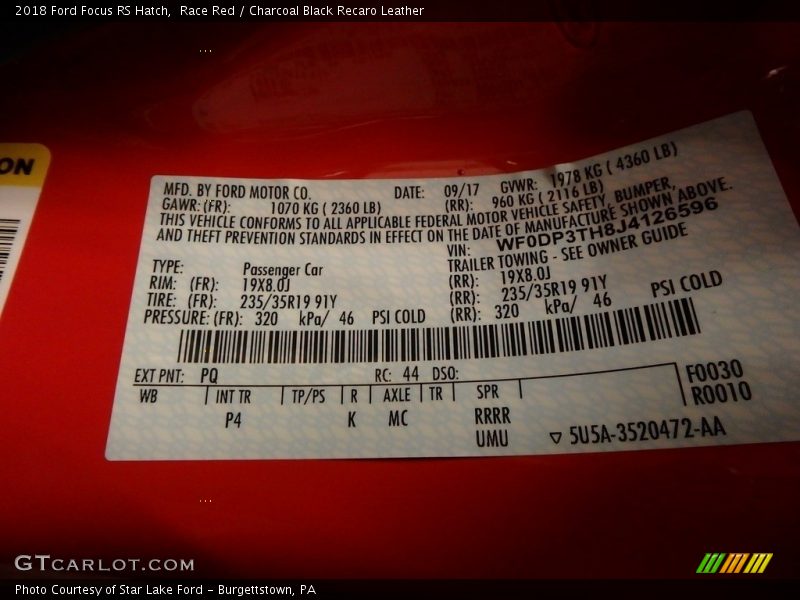 2018 Ford Focus RS Hatch,  Race Red / Charcoal Black Recaro Leather
ON
MFD. BY FORD MOTOR CO. DATE: 09/17 GVWR: 1978 KG ( 4360 LB)
GAWR: (FR): 1070 KG ( 2360 LB) (RR): 960 KG ( 2116 LB)
THIS VEHICLE CONFORMS TO ALL APPLICABLE FEDERAL MOTOR VEHICLE SAFETY, BUMPER,
AND THEFT PREVENTION STANDARDS IN EFFECT ON THE DATE OF MANUFACTURE SHOWN ABOVE.
VIN: WF0DP3TH8J4126596
TYPE: Passenger Car TRAILER TOWING - SEE OWNER GUIDE
RIM: (FR): 19X8.0J (RR): 19X8.0J
TIRE: (FR): 235/35R19 91Y (RR): 235/35R19 91Y
PRESSURE: (FR): 320 kPa/ 46 PSI COLD (RR): 320 kPa/ 46 PSI COLD
EXT PNT: PQ RC: 44 DSO: F0030
WB INT TR TP/PS R AXLE TR SPR R0010
P4 K MC RRRR
UMU ▽ 5U5A-3520472-AA
GTCARLOT.COM
Photo Courtesy of Star Lake Ford – Burgettstown, PA